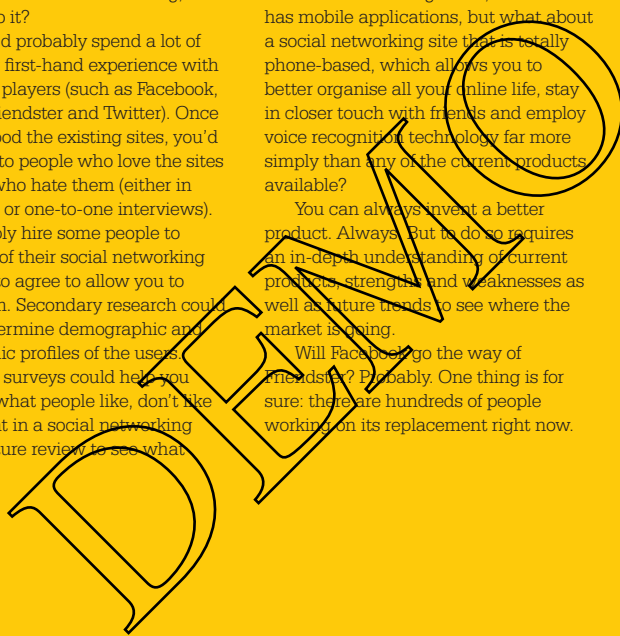 o it?
d probably spend a lot of
first-hand experience with
players (such as Facebook,
iendster and Twitter). Once
ood the existing sites, you'd
to people who love the sites
who hate them (either in
or one-to-one interviews).
bly hire some people to
of their social networking
to agree to allow you to
n. Secondary research could
termine demographic and
ic profiles of the users.
surveys could help you
what people like, don't like
t in a social networking
ture review to see what
has mobile applications, but what about
a social networking site that is totally
phone-based, which allows you to
better organise all your online life, stay
in closer touch with friends and employ
voice recognition technology far more
simply than any of the current products
available?
You can always invent a better
product. Always. But to do so requires
an in-depth understanding of current
products, strengths and weaknesses as
well as future trends to see where the
market is going.
Will Facebook go the way of
Friendster? Probably. One thing is for
sure: there are hundreds of people
working on its replacement right now.
DEMO